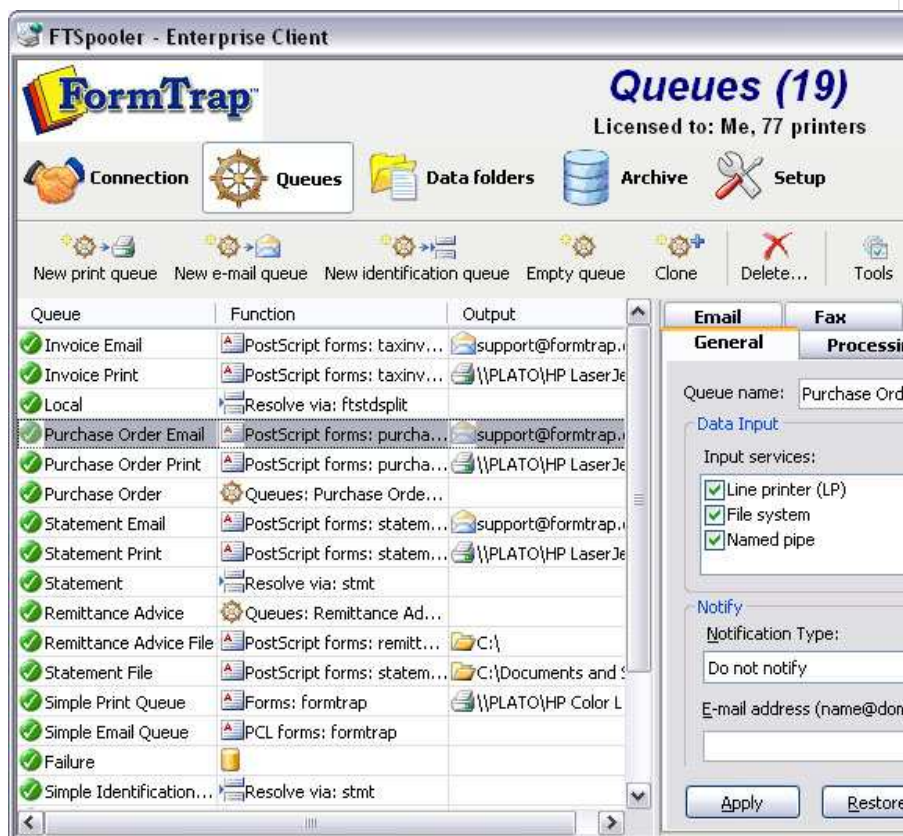 FTSpooler - Enterprise Client
FormTrap™
Queues (19)
Licensed to: Me, 77 printers
Connection Queues Data folders Archive Setup
New print queue New e-mail queue New identification queue Empty queue Clone Delete... Tools
Queue Function Output
Invoice Email PostScript forms: taxinv... support@formtrap.
Invoice Print PostScript forms: taxinv... \\PLATO\HP LaserJe
Local Resolve via: ftstdsplit
Purchase Order Email PostScript forms: purcha... support@formtrap.
Purchase Order Print PostScript forms: purcha... \\PLATO\HP LaserJe
Purchase Order Queues: Purchase Orde...
Statement Email PostScript forms: statem... support@formtrap.
Statement Print PostScript forms: statem... \\PLATO\HP LaserJe
Statement Resolve via: stmt
Remittance Advice Queues: Remittance Ad...
Remittance Advice File PostScript forms: remitt... C:\
Statement File PostScript forms: statem... C:\Documents and S
Simple Print Queue Forms: formtrap \\PLATO\HP Color L
Simple Email Queue PCL forms: formtrap
Failure
Simple Identification... Resolve via: stmt
Email Fax
General Processin
Queue name: Purchase Ord
Data Input
Input services:
Line printer (LP)
File system
Named pipe
Notify
Notification Type:
Do not notify
E-mail address (name@dom
Apply Restore